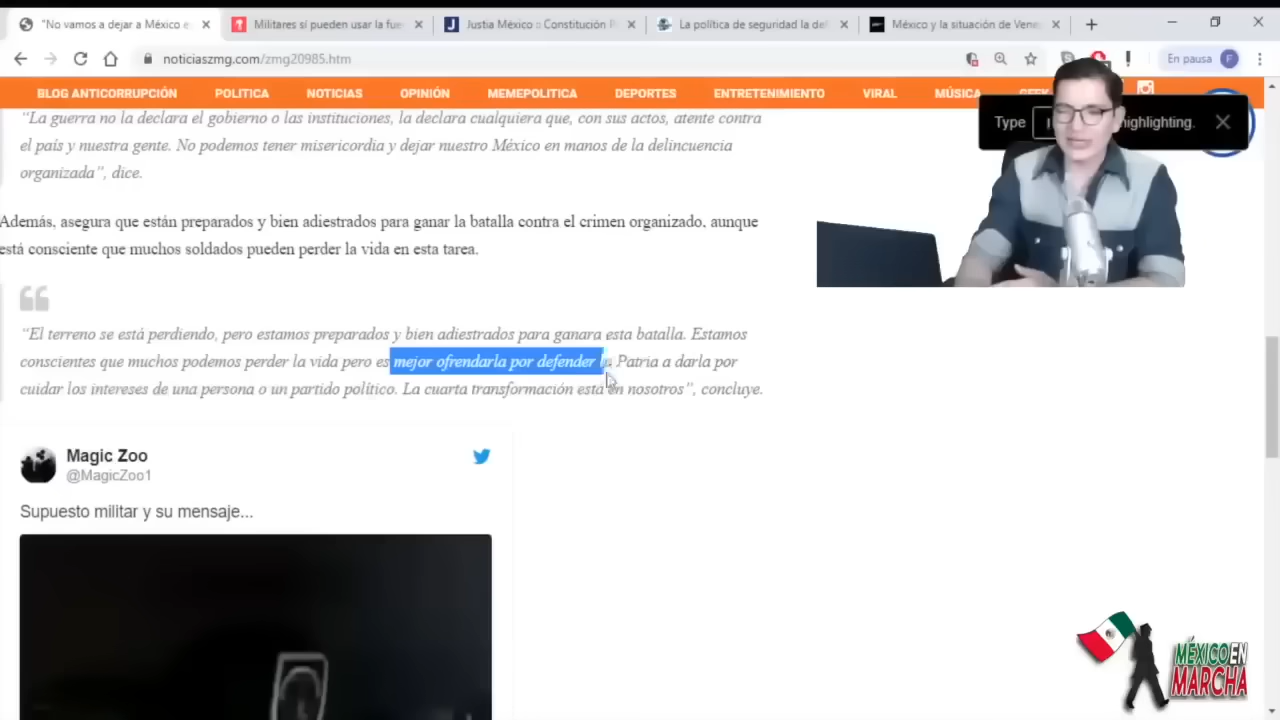 "No vamos a dejar a México e
Militares sí pueden usar la fue
Justia México :: Constitución P
La política de seguridad la de
México y la situación de Vene
noticiaszmg.com/zmg20985.htm
En pausa
F
BLOG ANTICORRUPCIÓN POLITICA NOTICIAS OPINIÓN MEMEPOLITICA DEPORTES ENTRETENIMIENTO VIRAL MÚSICA GEEK
Type highlighting.
“La guerra no la declara el gobierno o las instituciones, la declara cualquiera que, con sus actos, atente contra
el país y nuestra gente. No podemos tener misericordia y dejar nuestro México en manos de la delincuencia
organizada”, dice.
Además, asegura que están preparados y bien adiestrados para ganar la batalla contra el crimen organizado, aunque
está consciente que muchos soldados pueden perder la vida en esta tarea.
“El terreno se está perdiendo, pero estamos preparados y bien adiestrados para ganara esta batalla. Estamos
conscientes que muchos podemos perder la vida pero es mejor ofrendarla por defender la Patria a darla por
cuidar los intereses de una persona o un partido político. La cuarta transformación está en nosotros”, concluye.
Magic Zoo
@MagicZoo1
Supuesto militar y su mensaje...
MÉXICO EN
MARCHA